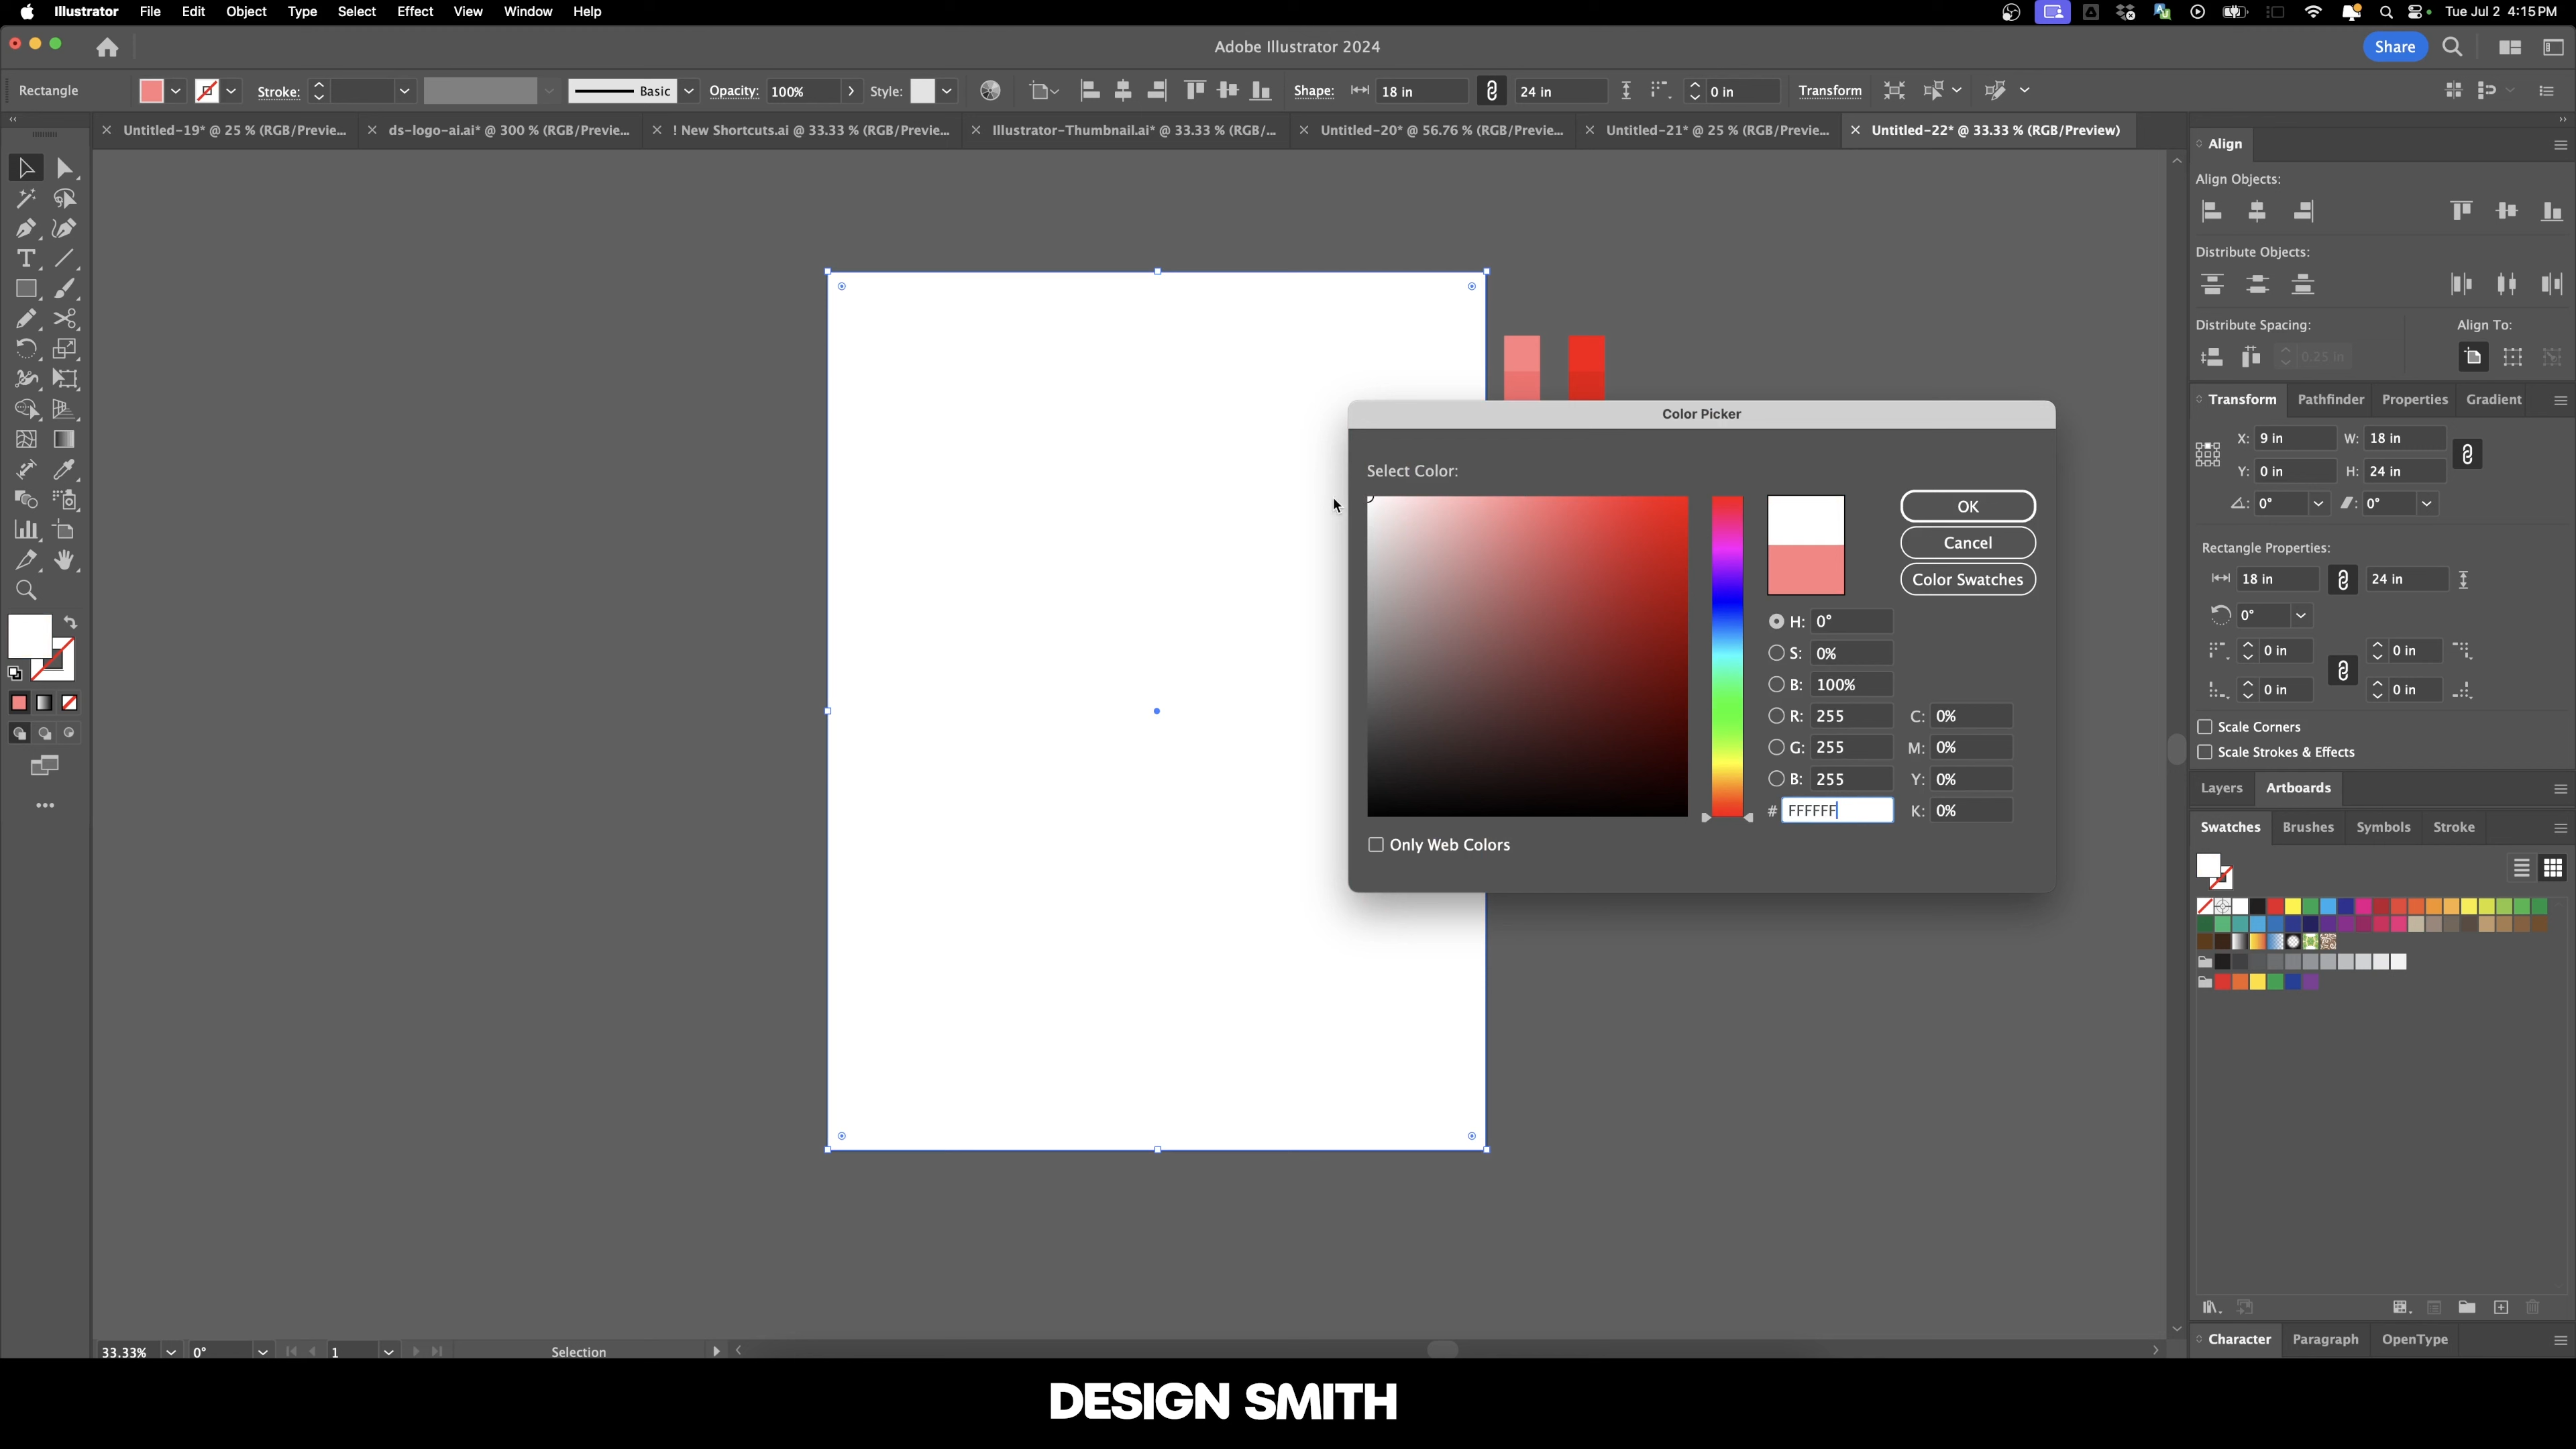 Illustrator File Edit Object Type Select Effect View Window Help Tue Jul 2 4:15 PM
Adobe Illustrator 2024 Share
Rectangle Stroke: Basic Opacity: 100% Style: Shape: 18 in 24 in 0 in Transform
Untitled-19* @ 25 % (RGB/Previe... ds-logo-ai.ai* @ 300 % (RGB/Previe... ! New Shortcuts.ai @ 33.33 % (RGB/Previe... Illustrator-Thumbnail.ai* @ 33.33 % (RGB/... Untitled-20* @ 56.76 % (RGB/Previe... Untitled-21* @ 25 % (RGB/Previe... Untitled-22* @ 33.33 % (RGB/Preview)
Align
Align Objects:
Distribute Objects:
Distribute Spacing: Align To:
0.25 in
Transform Pathfinder Properties Gradient
X: 9 in W: 18 in
Y: 0 in H: 24 in
0° 0°
Rectangle Properties:
18 in 24 in
0°
0 in 0 in
0 in 0 in
Scale Corners
Scale Strokes & Effects
Layers Artboards
Swatches Brushes Symbols Stroke
Character Paragraph OpenType
Color Picker
Select Color:
OK
Cancel
Color Swatches
H: 0°
S: 0%
B: 100%
R: 255 C: 0%
G: 255 M: 0%
B: 255 Y: 0%
# FFFFFF K: 0%
Only Web Colors
33.33% 0° 1 Selection
DESIGN SMITH